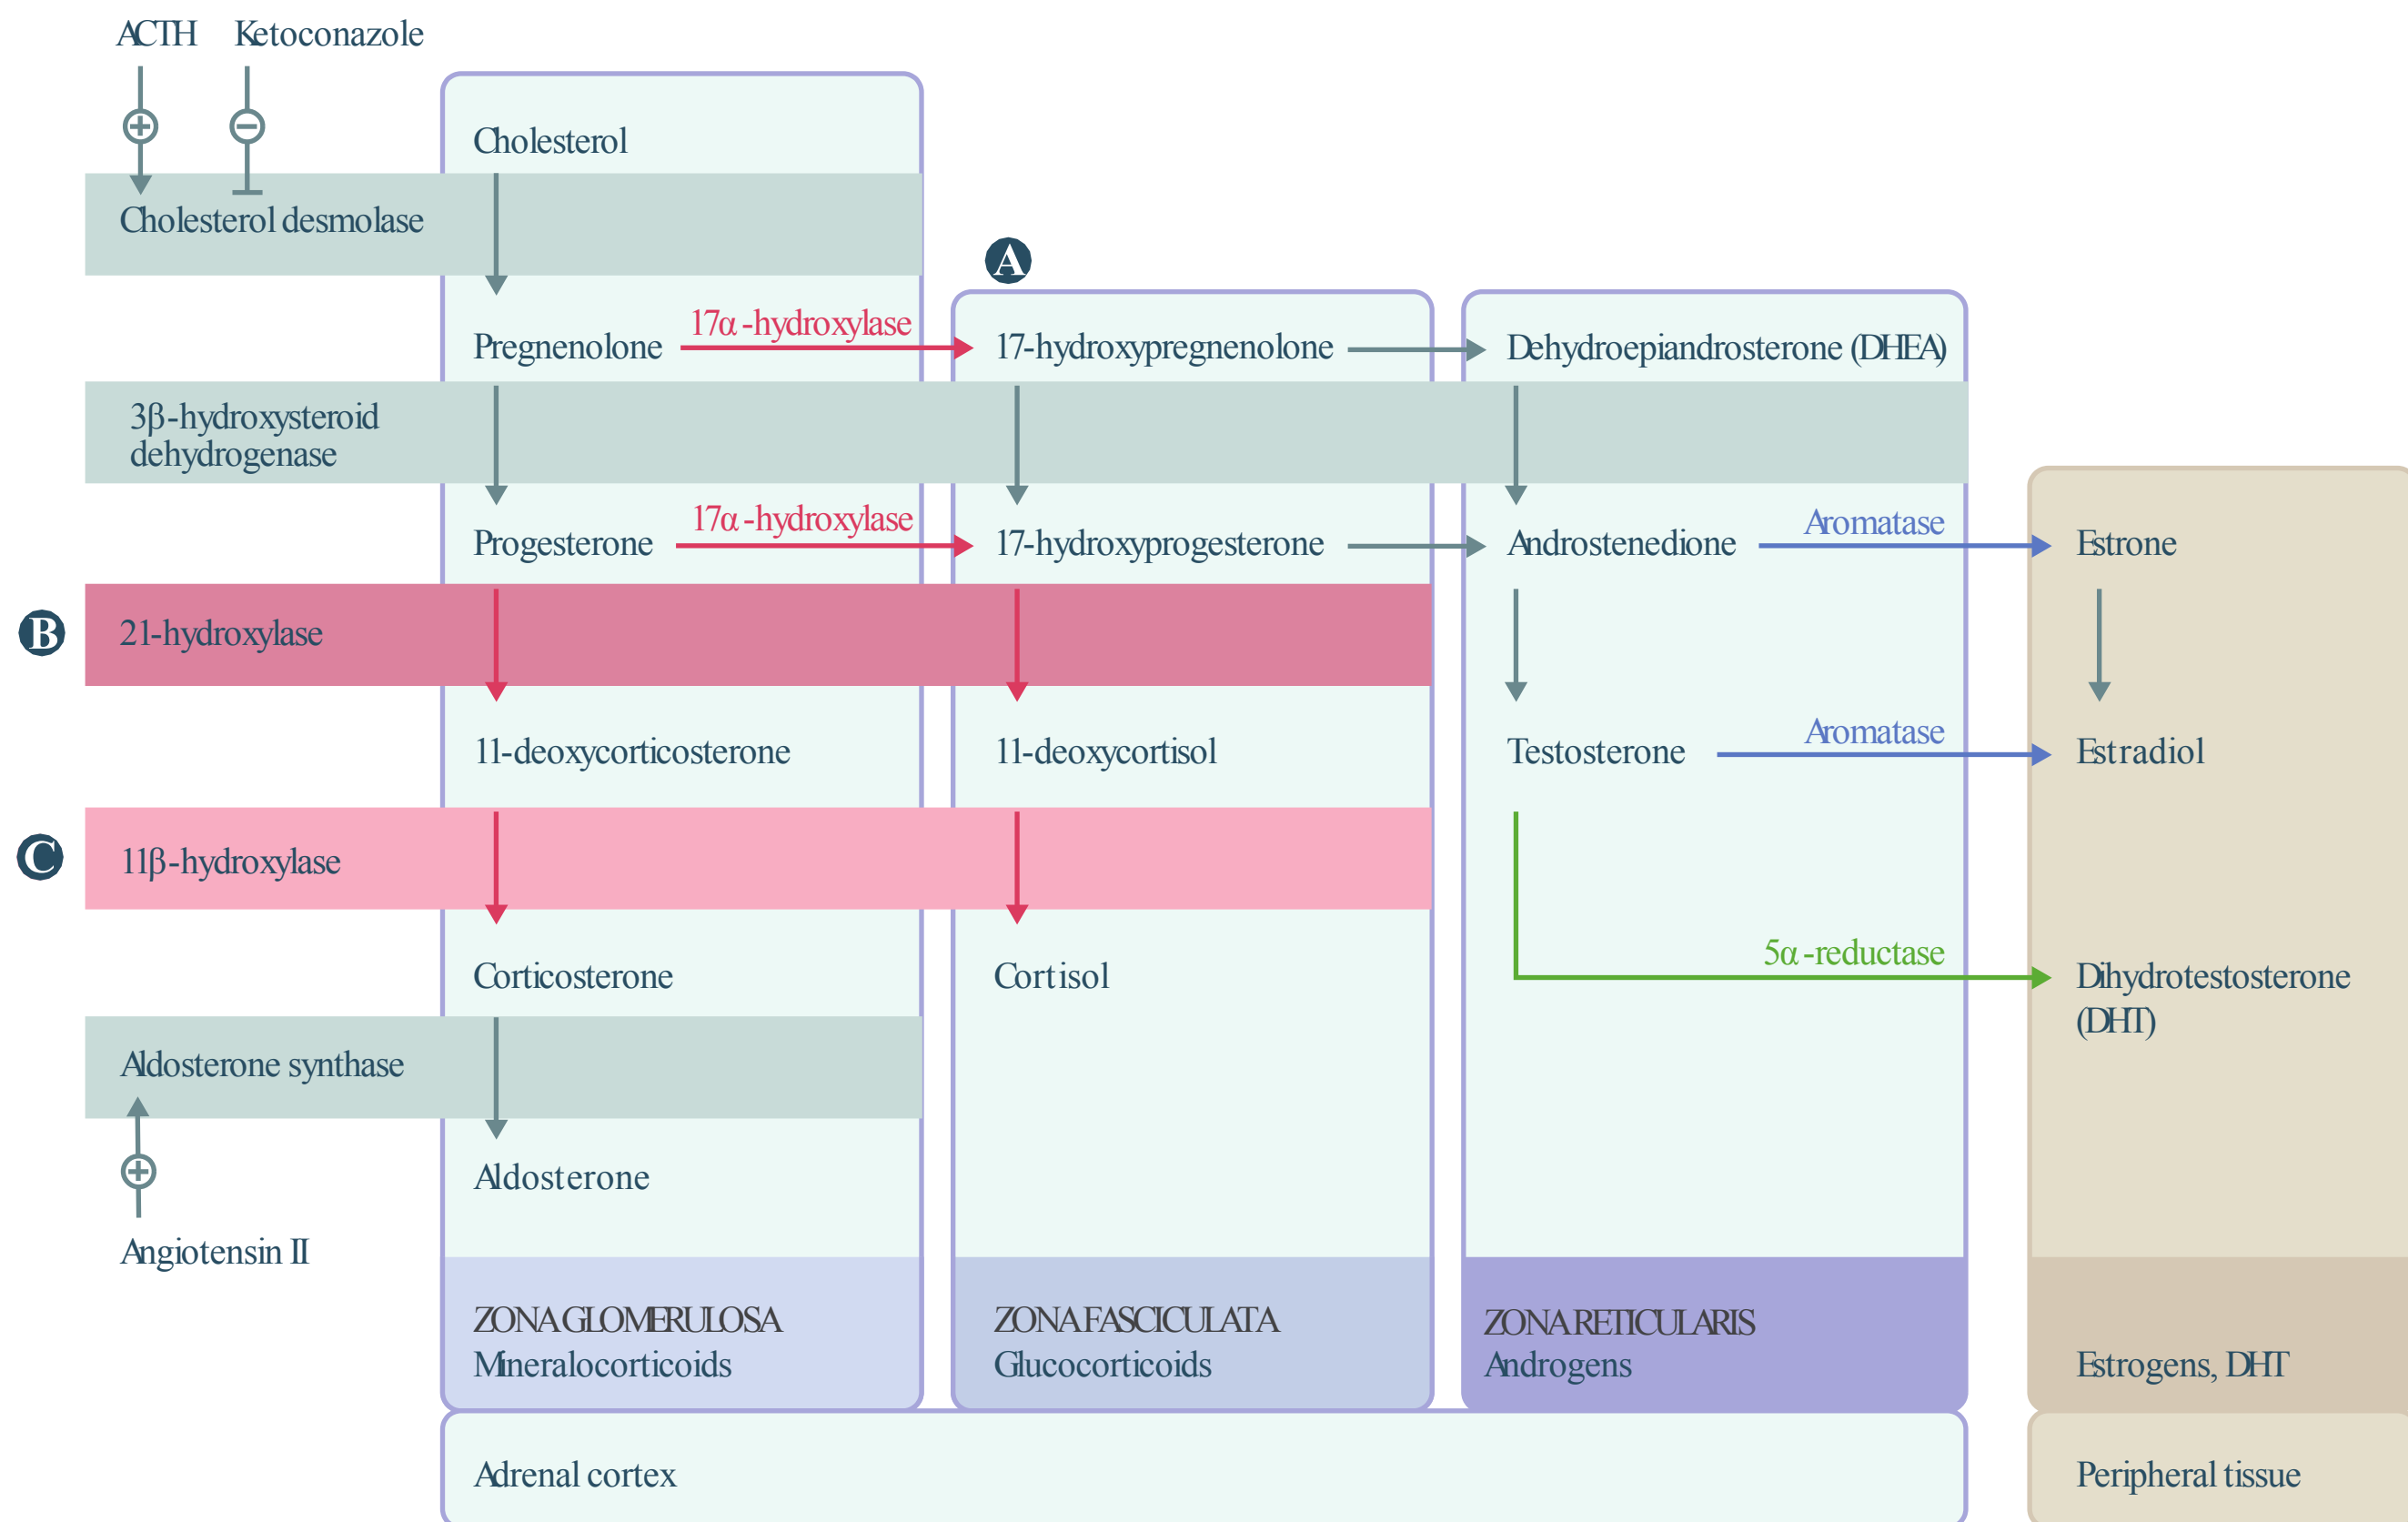 ACTH Ketoconazole
Cholesterol
Cholesterol desmolase
A
Pregnenolone 17α-hydroxylase 17-hydroxypregnenolone Dehydroepiandrosterone (DHEA)
3β-hydroxysteroid
dehydrogenase
Progesterone 17α-hydroxylase 17-hydroxyprogesterone Androstenedione Aromatase Estrone
B 21-hydroxylase
11-deoxycorticosterone 11-deoxycortisol Testosterone Aromatase Estradiol
C 11β-hydroxylase
Corticosterone Cortisol 5α-reductase Dihydrotestosterone
(DHT)
Aldosterone synthase
Aldosterone
Angiotensin II
ZONA GLOMERULOSA ZONA FASCICULATA ZONA RETICULARIS
Mineralocorticoids Glucocorticoids Androgens Estrogens, DHT
Adrenal cortex Peripheral tissue